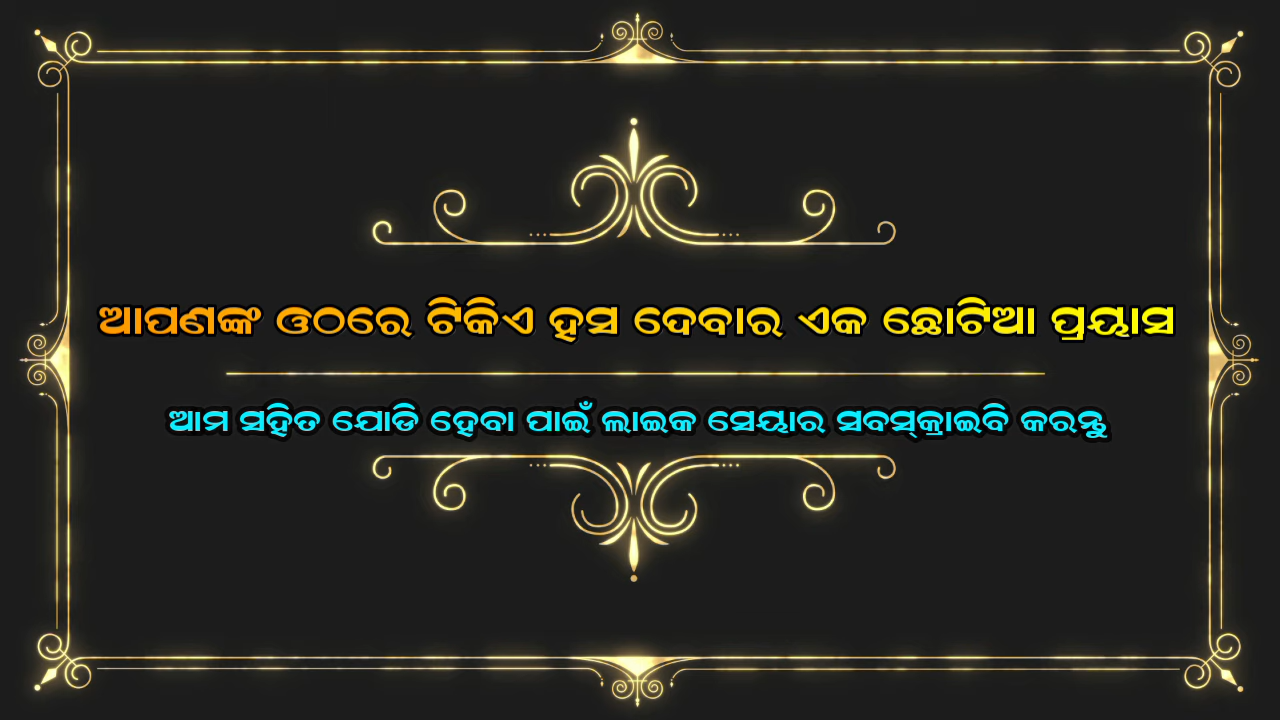 ଆପଣଙ୍କ ଓଠରେ ଟିକିଏ ହସ ଦେବାର ଏକ ଛୋଟିଆ ପ୍ରୟାସ
ଆମ ସହିତ ଯୋଡି ହେବା ପାଇଁ ଲାଇକ ସେୟାର ସବସ୍କ୍ରାଇବି କରନ୍ତୁ